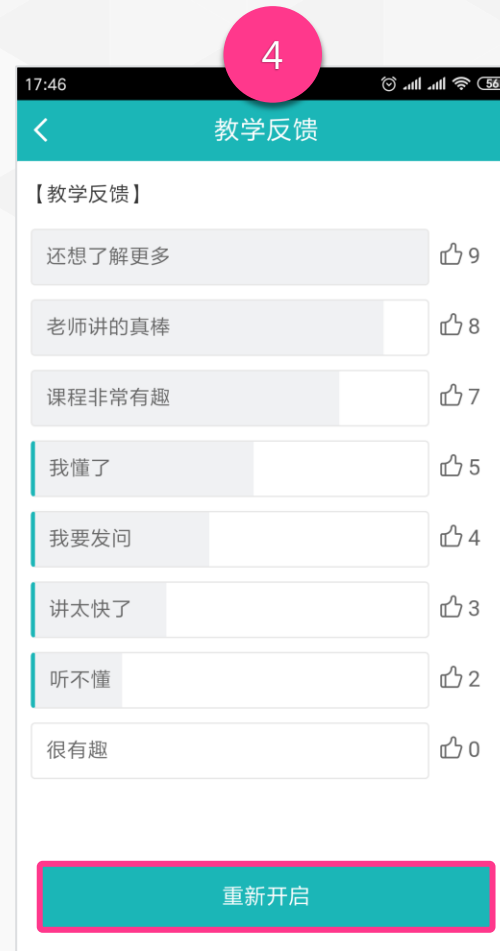 4
17:46
56
教学反馈
【教学反馈】
还想了解更多 9
老师讲的真棒 8
课程非常有趣 7
我懂了 5
我要发问 4
讲太快了 3
听不懂 2
很有趣 0
重新开启